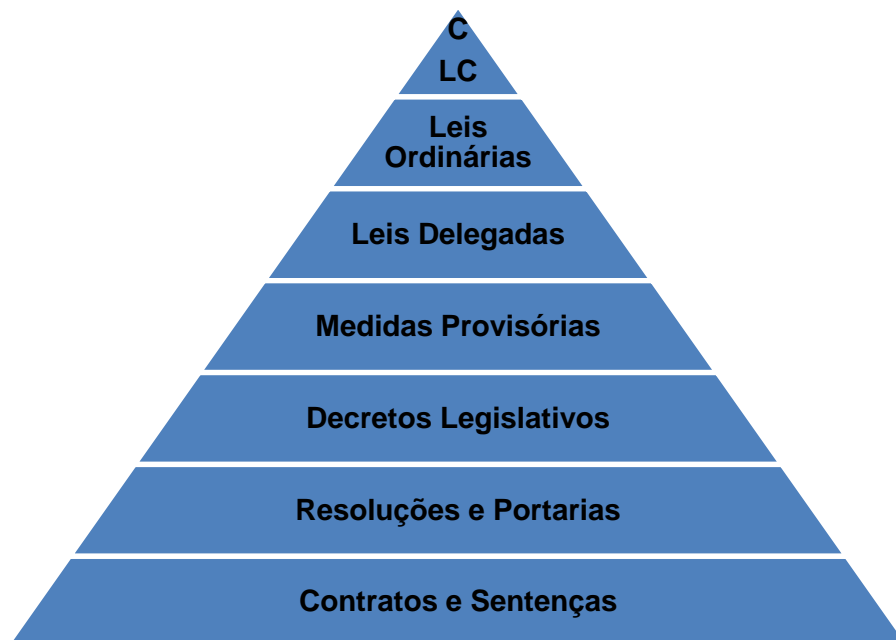 C
LC
Leis
Ordinárias
Leis Delegadas
Medidas Provisórias
Decretos Legislativos
Resoluções e Portarias
Contratos e Sentenças